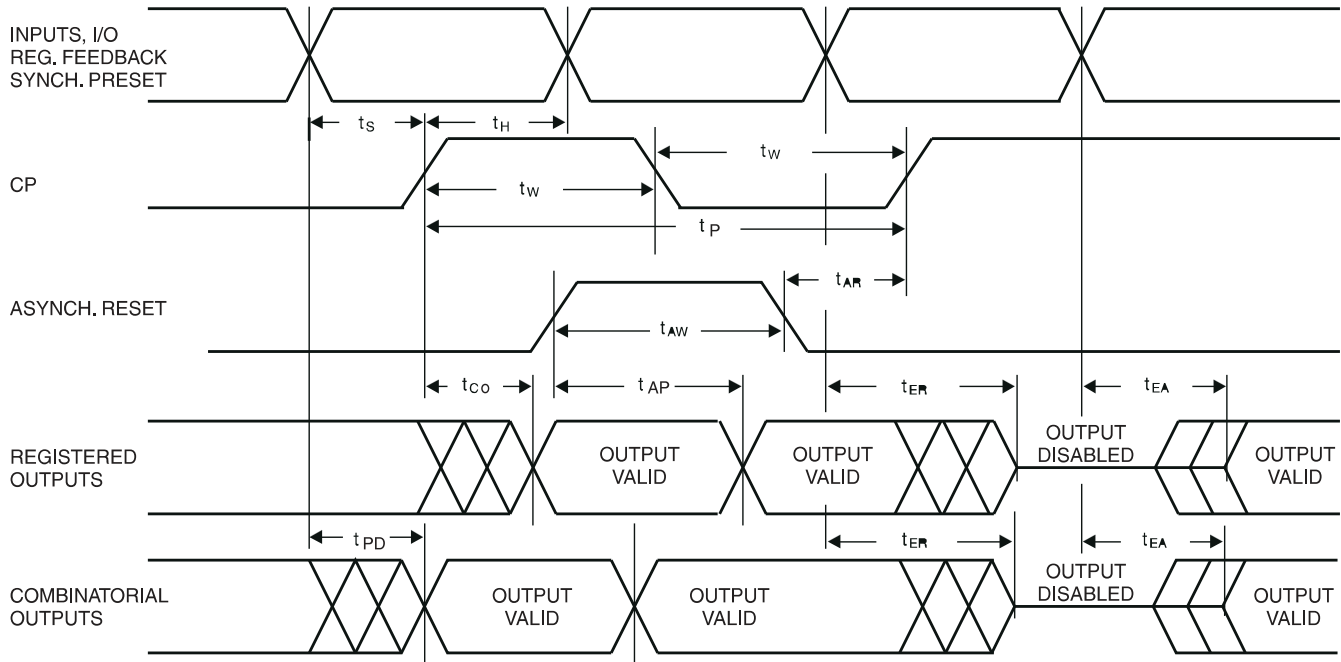 INPUTS, I/O
REG. FEEDBACK
SYNCH. PRESET
tS
tH
CP
tW
tW
tP
ASYNCH. RESET
tAR
tAW
tCO
tAP
tER
tEA
REGISTERED
OUTPUTS
OUTPUT
VALID
OUTPUT
VALID
OUTPUT
DISABLED
OUTPUT
VALID
tPD
tER
tEA
COMBINATORIAL
OUTPUTS
OUTPUT
VALID
OUTPUT
VALID
OUTPUT
DISABLED
OUTPUT
VALID